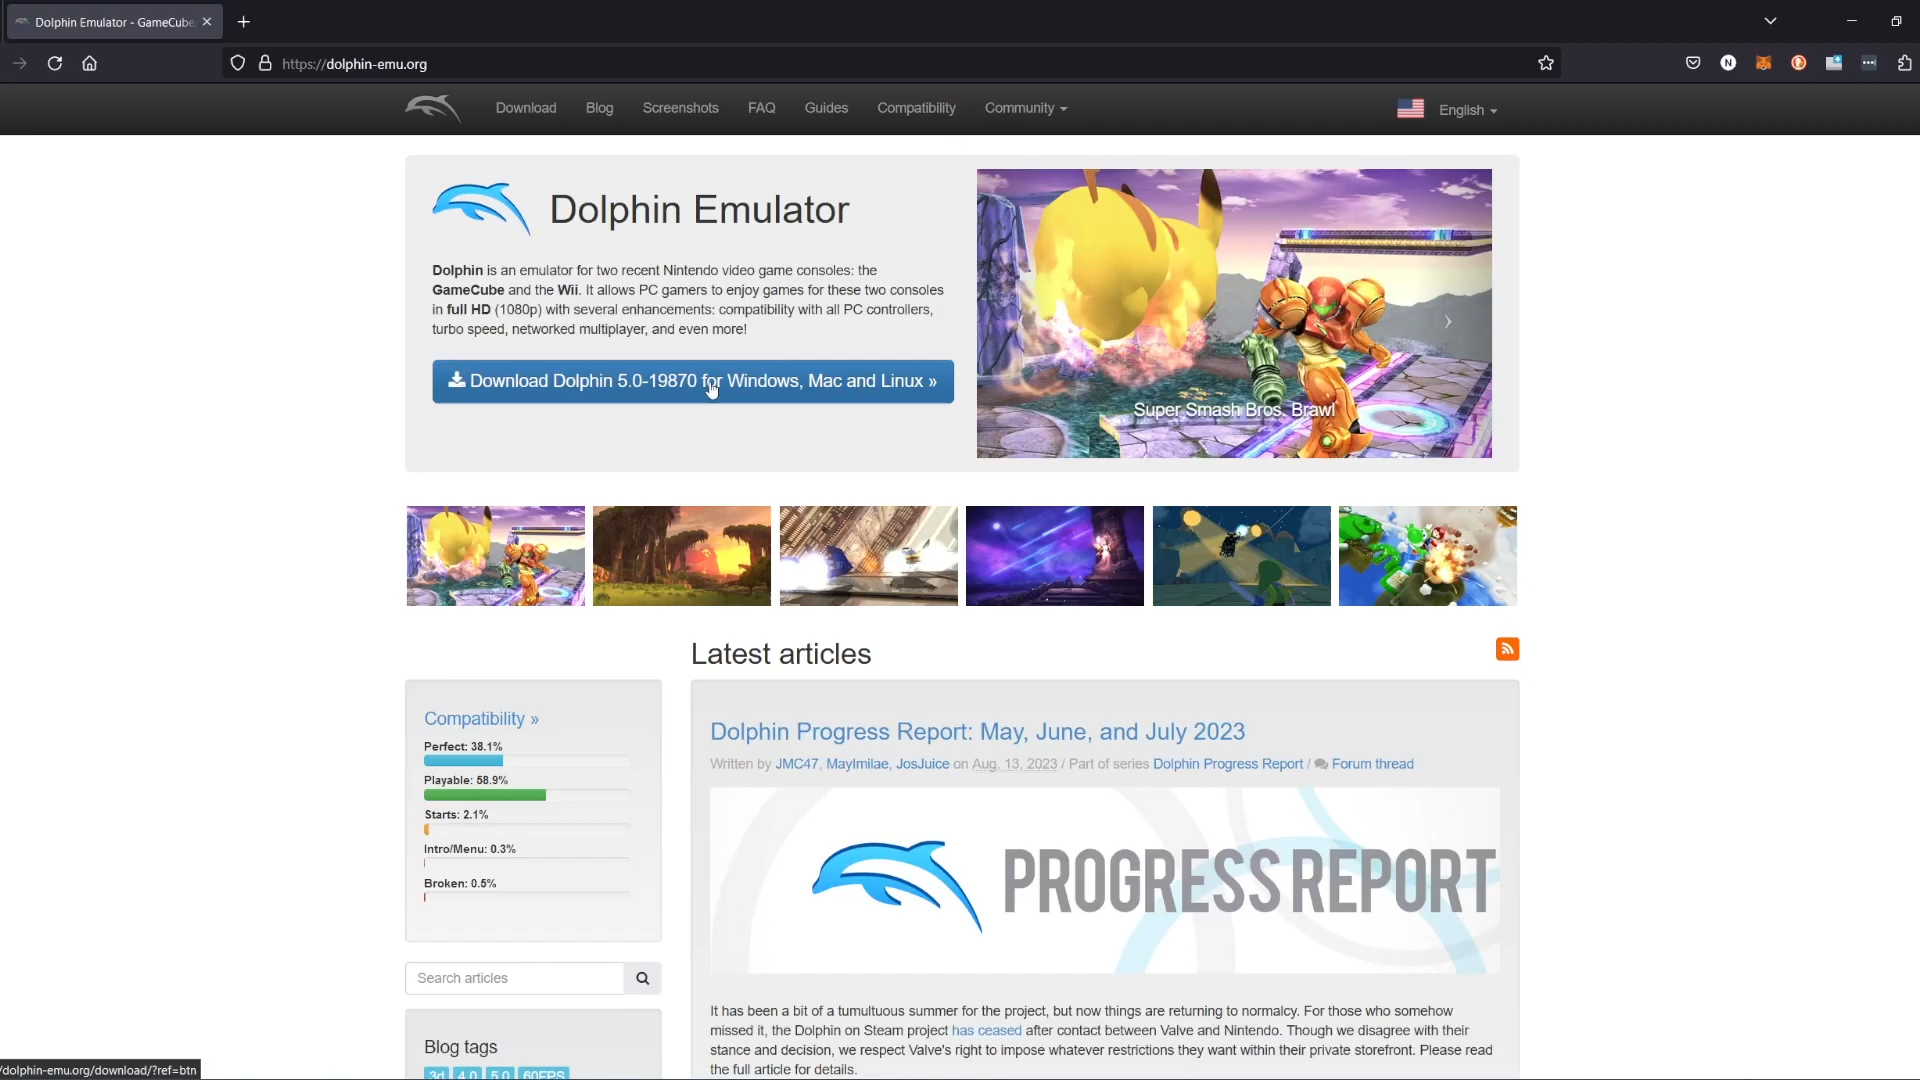 Dolphin Emulator - GameCube
https://dolphin-emu.org
N
Download Blog Screenshots FAQ Guides Compatibility Community English
Dolphin Emulator
Dolphin is an emulator for two recent Nintendo video game consoles: the
GameCube and the Wii. It allows PC gamers to enjoy games for these two consoles
in full HD (1080p) with several enhancements: compatibility with all PC controllers,
turbo speed, networked multiplayer, and even more!
Download Dolphin 5.0-19870 for Windows, Mac and Linux »
Super Smash Bros. Brawl
Latest articles
Compatibility »
Perfect: 38.1%
Playable: 58.9%
Starts: 2.1%
Intro/Menu: 0.3%
Broken: 0.5%
Search articles
Blog tags
3d 4.0 5.0 60FPS
Dolphin Progress Report: May, June, and July 2023
Written by JMC47, MayImilae, JosJuice on Aug. 13, 2023 / Part of series Dolphin Progress Report / Forum thread
PROGRESS REPORT
It has been a bit of a tumultuous summer for the project, but now things are returning to normalcy. For those who somehow
missed it, the Dolphin on Steam project has ceased after contact between Valve and Nintendo. Though we disagree with their
stance and decision, we respect Valve's right to impose whatever restrictions they want within their private storefront. Please read
the full article for details.
/dolphin-emu.org/download/?ref=btn